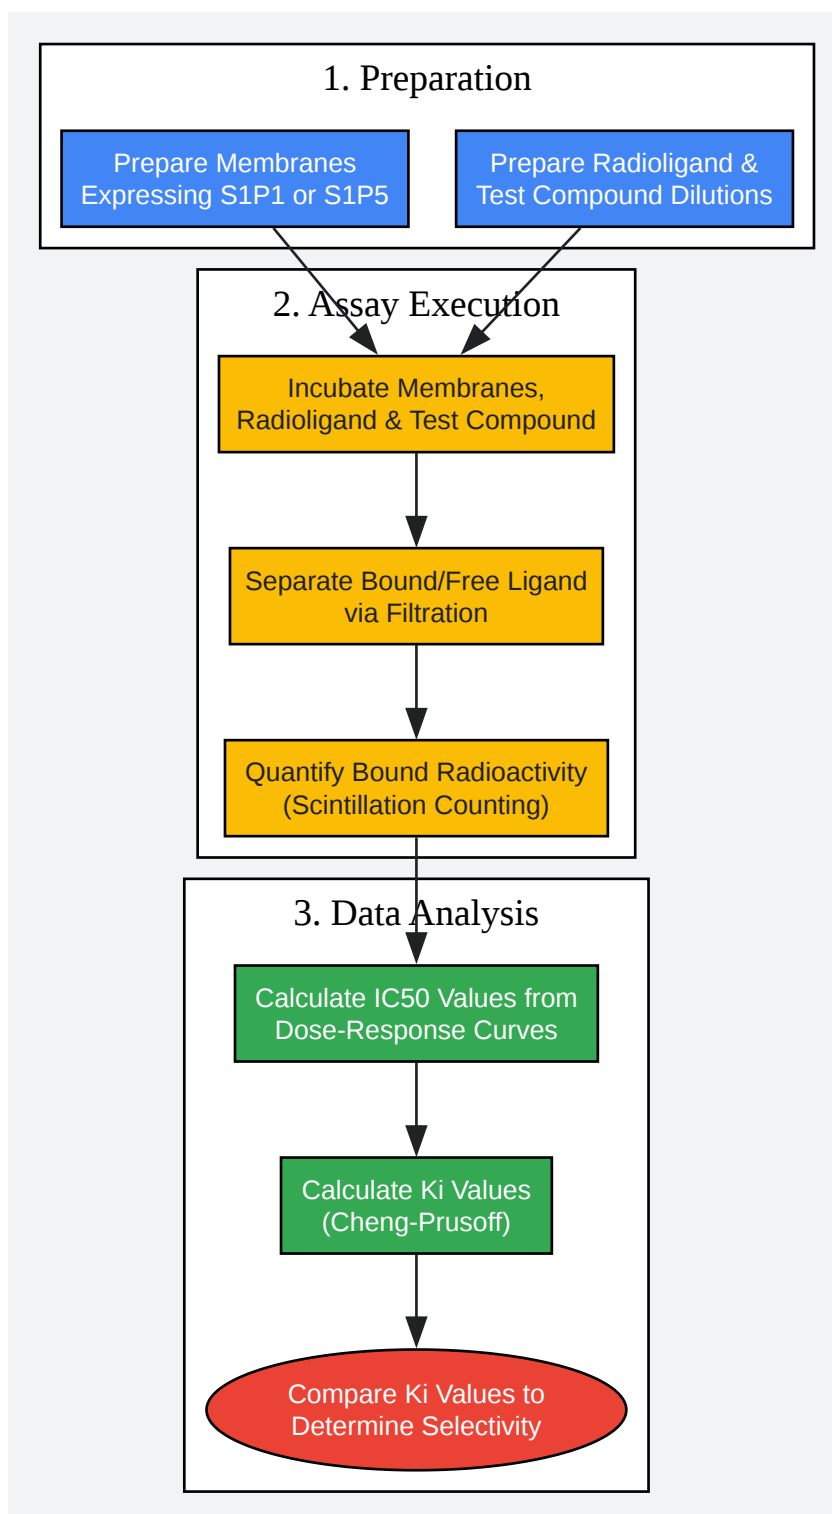 1. Preparation
Prepare Membranes
Expressing S1P1 or S1P5
Prepare Radioligand &
Test Compound Dilutions
2. Assay Execution
Incubate Membranes,
Radioligand & Test Compound
Separate Bound/Free Ligand
via Filtration
Quantify Bound Radioactivity
(Scintillation Counting)
3. Data Analysis
Calculate IC50 Values from
Dose-Response Curves
Calculate Ki Values
(Cheng-Prusoff)
Compare Ki Values to
Determine Selectivity